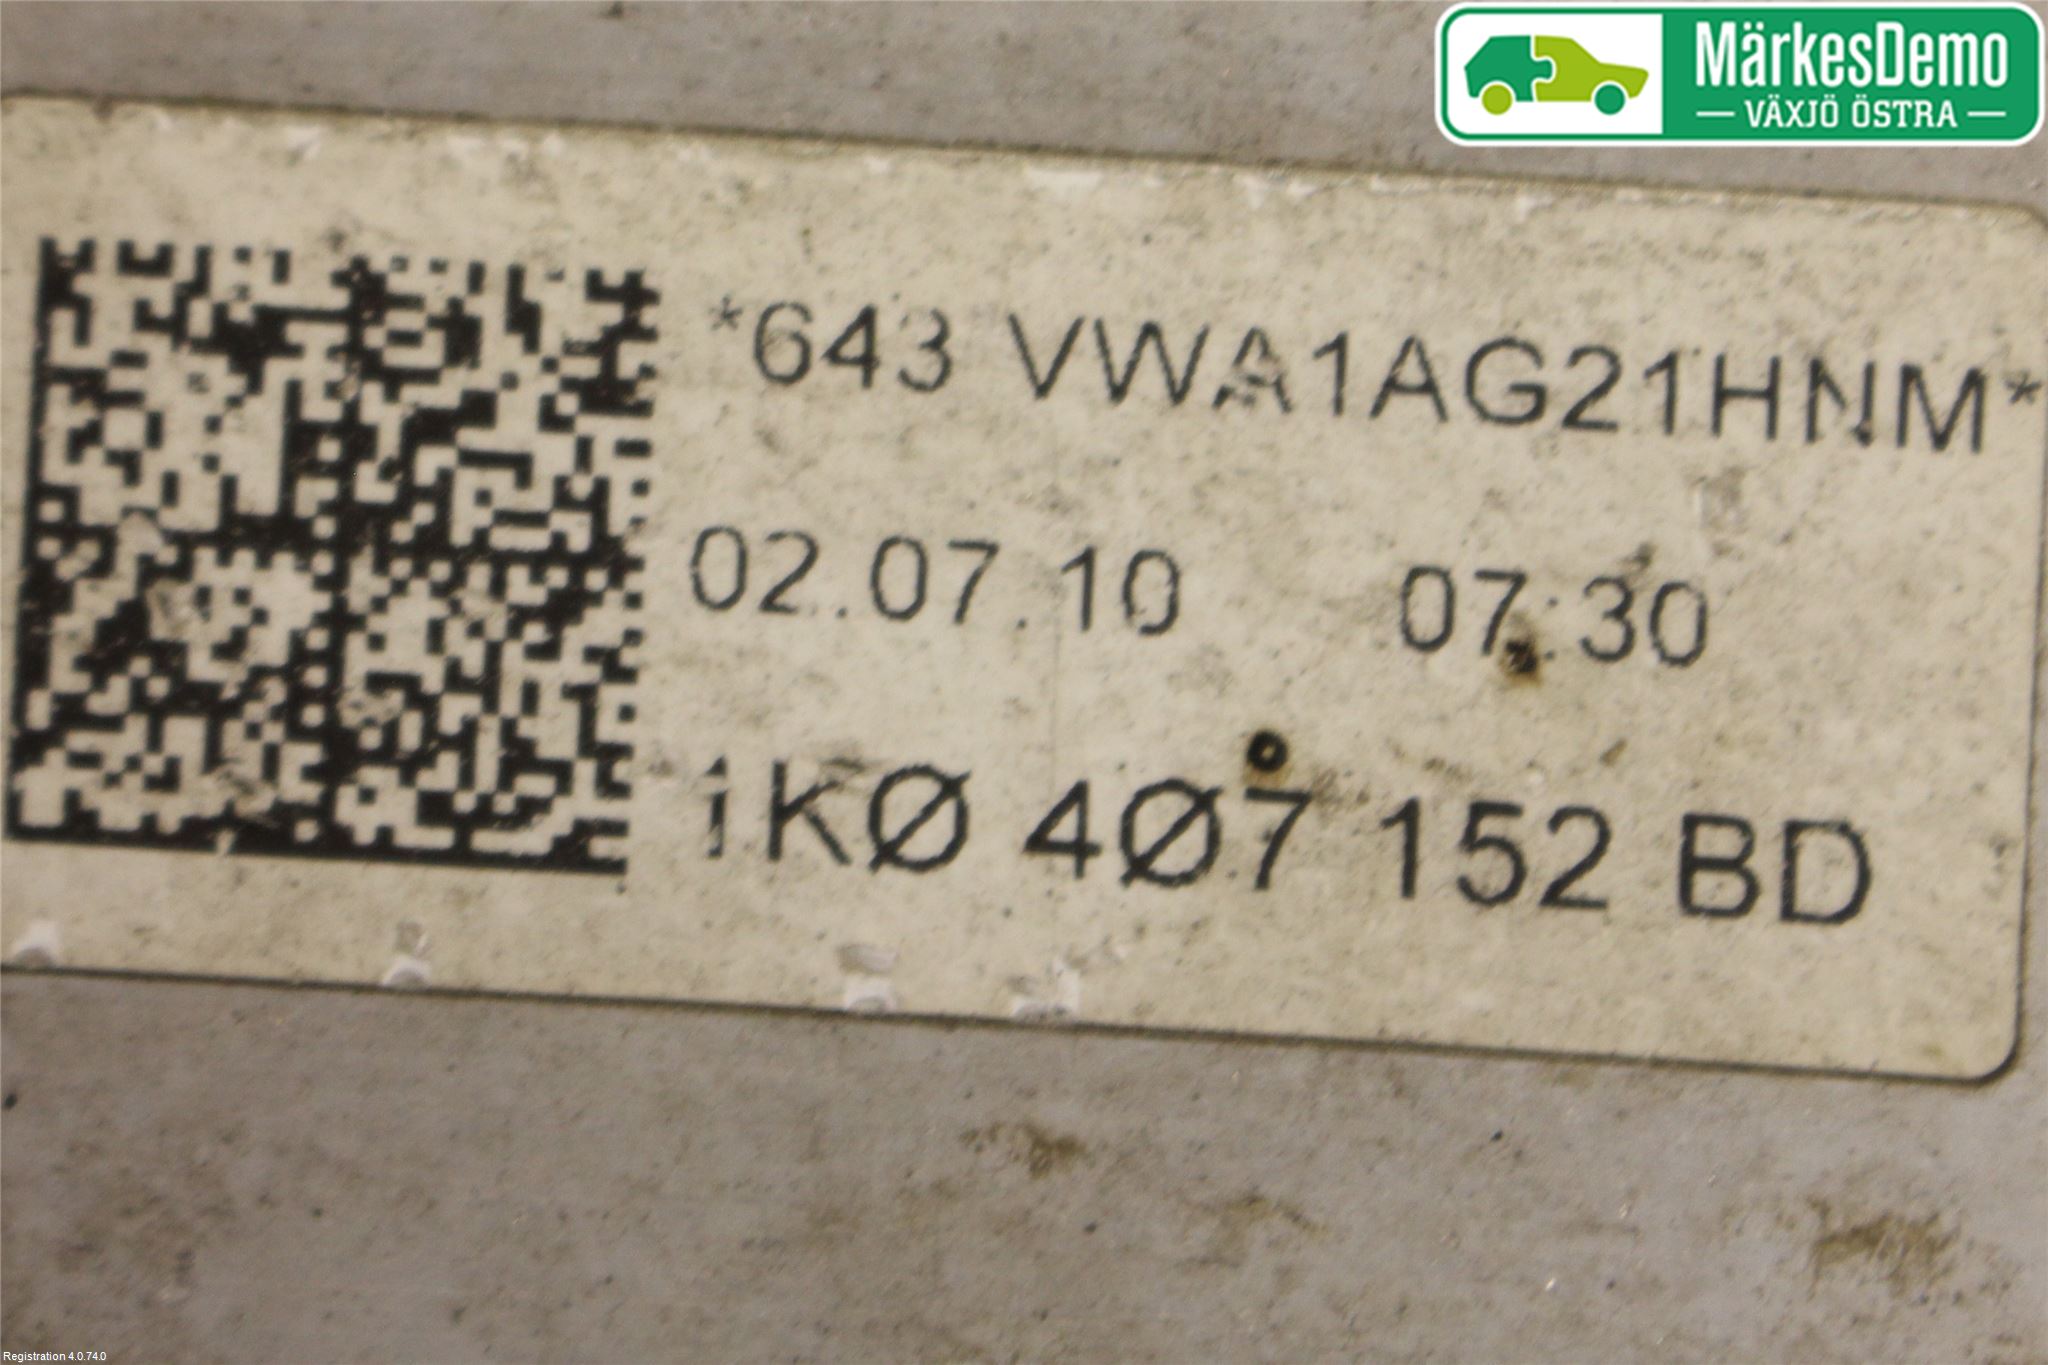 MärkesDemo
VÄXJÖ ÖSTRA
*643 VWA1AG21HNM*
02.07.10 07:30
1KØ 4Ø7 152 BD
Registration 4.0.74.0